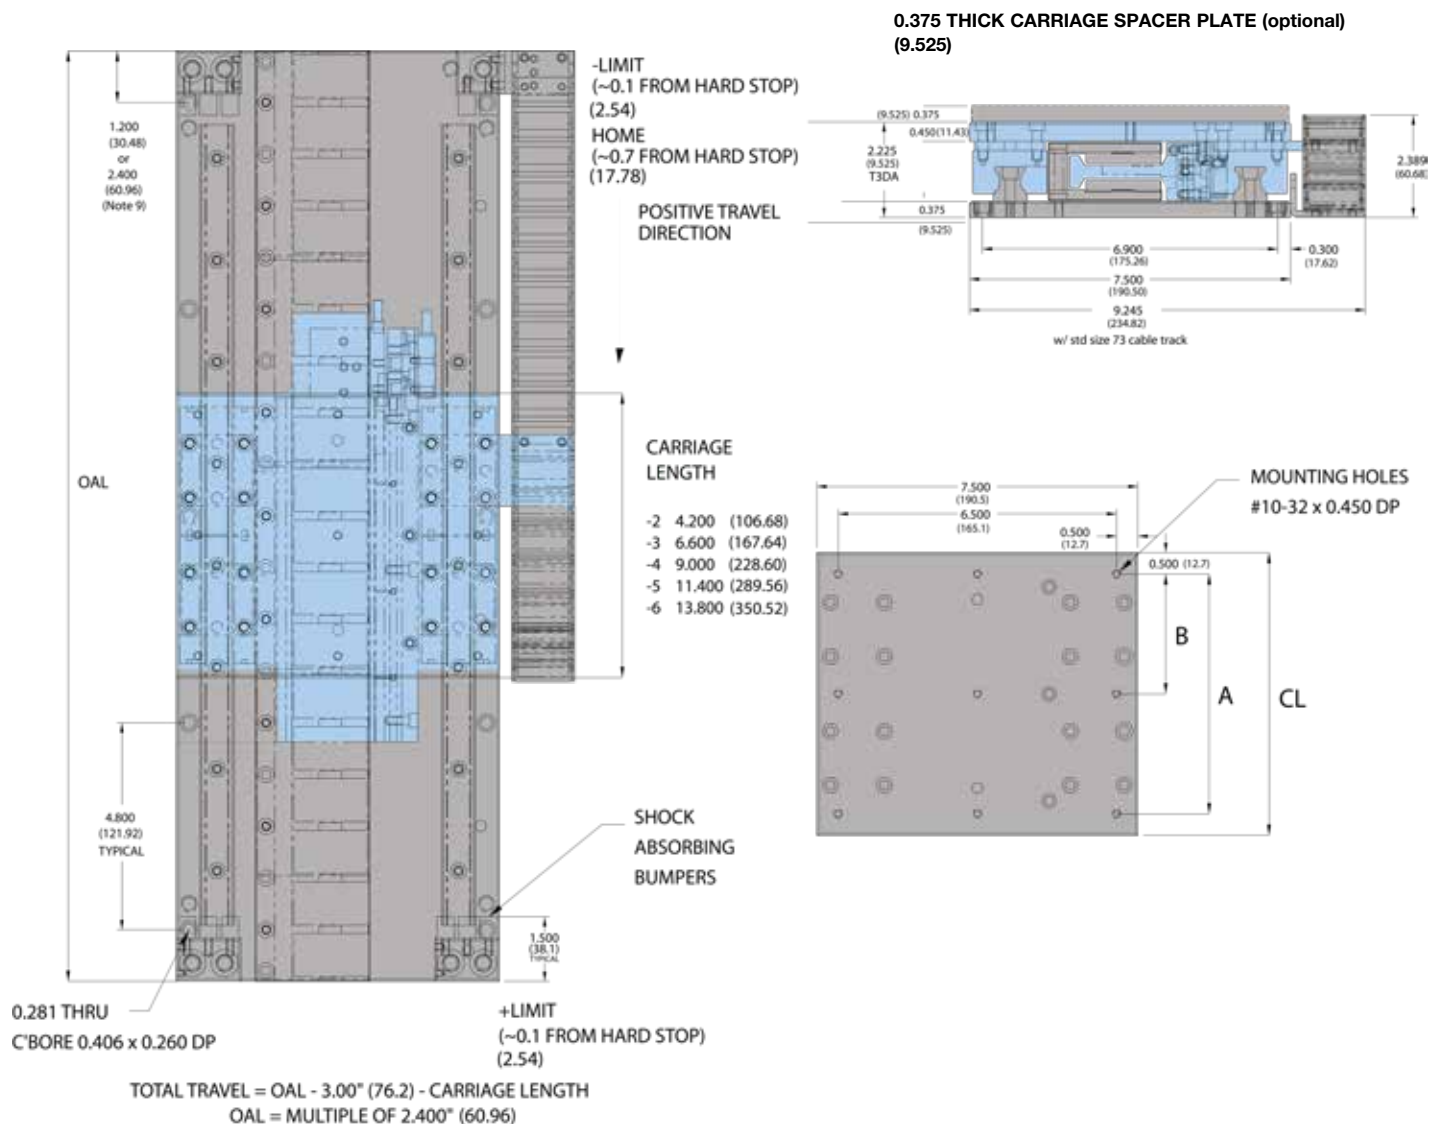 0.375 THICK CARRIAGE SPACER PLATE (optional)
(9.525)
-LIMIT
(~0.1 FROM HARD STOP)
(2.54)
HOME
(~0.7 FROM HARD STOP)
(17.78)
POSITIVE TRAVEL
DIRECTION
1.200
(30.48)
or
2.400
(60.96)
(Note 9)
OAL
4.800
(121.92)
TYPICAL
CARRIAGE
LENGTH
-2 4.200 (106.68)
-3 6.600 (167.64)
-4 9.000 (228.60)
-5 11.400 (289.56)
-6 13.800 (350.52)
SHOCK
ABSORBING
BUMPERS
1.500
(38.1)
TYPICAL
0.281 THRU
C'BORE 0.406 x 0.260 DP
+LIMIT
(~0.1 FROM HARD STOP)
(2.54)
TOTAL TRAVEL = OAL - 3.00" (76.2) - CARRIAGE LENGTH
OAL = MULTIPLE OF 2.400" (60.96)
(9.525) 0.375
0.450 (11.43)
2.225
(9.525)
T3DA
0.375
(9.525)
2.389
(60.68)
6.900
(175.26)
0.300
(17.62)
7.500
(190.50)
9.245
(234.82)
w/ std size 73 cable track
MOUNTING HOLES
#10-32 x 0.450 DP
7.500
(190.5)
6.500
(165.1)
0.500
(12.7)
0.500 (12.7)
B
A
CL